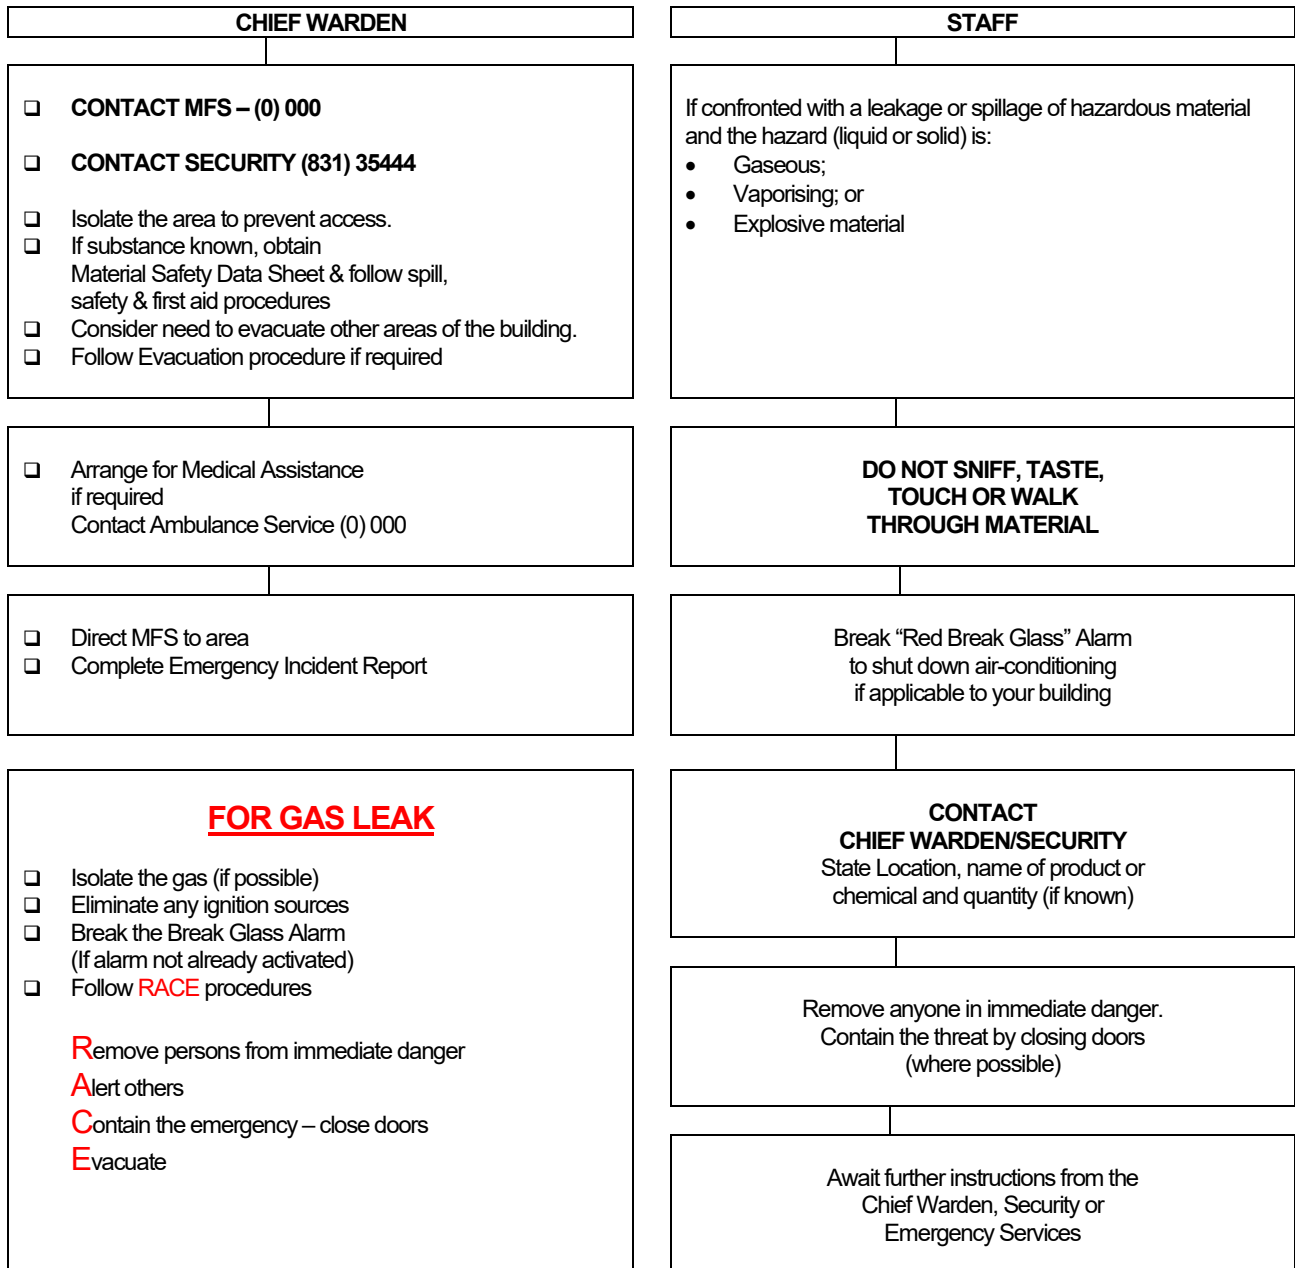 CHIEF WARDEN
❑ CONTACT MFS – (0) 000
❑ CONTACT SECURITY (831) 35444
❑ Isolate the area to prevent access.
❑ If substance known, obtain
Material Safety Data Sheet & follow spill,
safety & first aid procedures
❑ Consider need to evacuate other areas of the building.
❑ Follow Evacuation procedure if required
❑ Arrange for Medical Assistance
if required
Contact Ambulance Service (0) 000
❑ Direct MFS to area
❑ Complete Emergency Incident Report
FOR GAS LEAK
❑ Isolate the gas (if possible)
❑ Eliminate any ignition sources
❑ Break the Break Glass Alarm
(If alarm not already activated)
❑ Follow RACE procedures
Remove persons from immediate danger
Alert others
Contain the emergency – close doors
Evacuate
STAFF
If confronted with a leakage or spillage of hazardous material
and the hazard (liquid or solid) is:
• Gaseous;
• Vaporising; or
• Explosive material
DO NOT SNIFF, TASTE,
TOUCH OR WALK
THROUGH MATERIAL
Break “Red Break Glass” Alarm
to shut down air-conditioning
if applicable to your building
CONTACT
CHIEF WARDEN/SECURITY
State Location, name of product or
chemical and quantity (if known)
Remove anyone in immediate danger.
Contain the threat by closing doors
(where possible)
Await further instructions from the
Chief Warden, Security or
Emergency Services